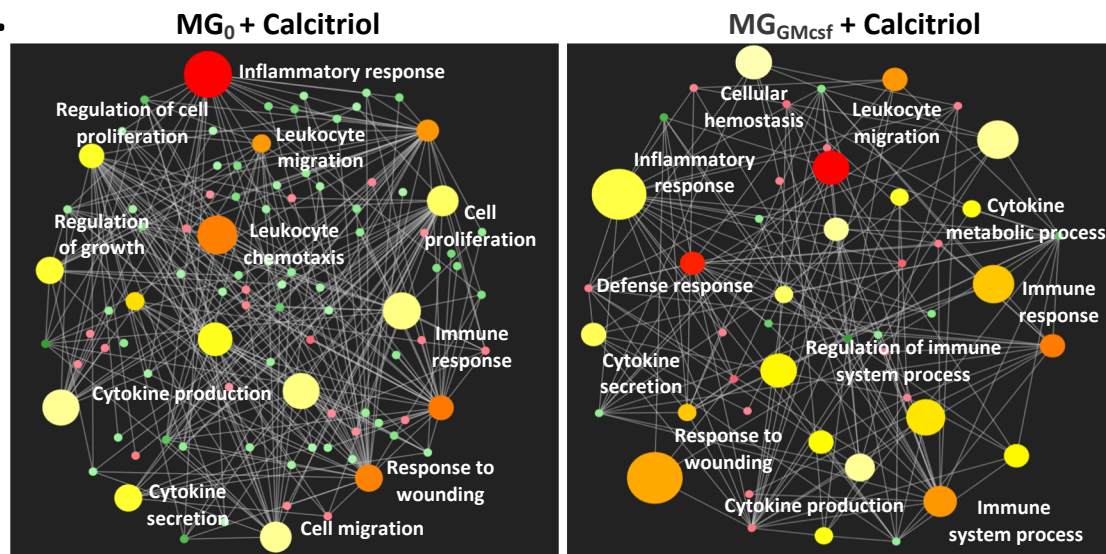 MG0 + Calcitriol
Inflammatory response
Regulation of cell
proliferation
Leukocyte
migration
Regulation
of growth
Leukocyte
chemotaxis
Cell
proliferation
Immune
response
Cytokine production
Response to
wounding
Cytokine
secretion
Cell migration
MGGMcsf + Calcitriol
Cellular
hemostasis
Leukocyte
migration
Inflammatory
response
Cytokine
metabolic process
Defense response
Immune
response
Cytokine
secretion
Regulation of immune
system process
Response to
wounding
Cytokine production
Immune
system process